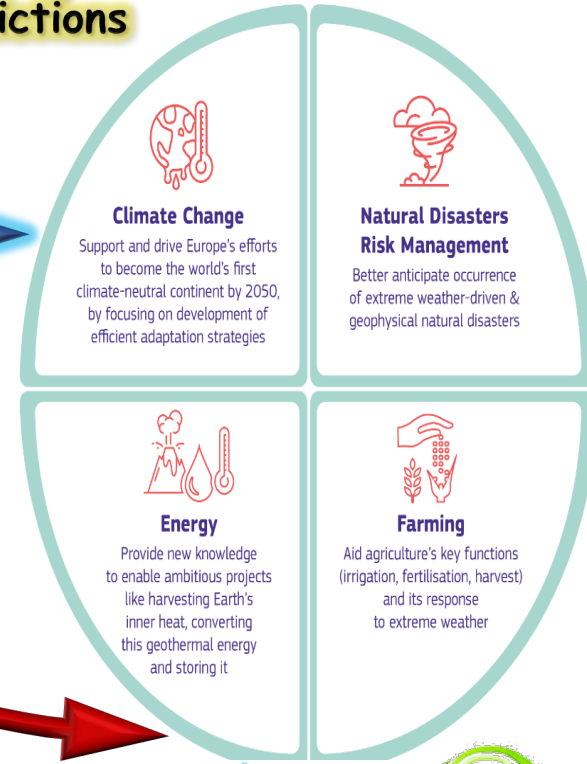 ictions
Climate Change
Support and drive Europe's efforts
to become the world's first
climate-neutral continent by 2050,
by focusing on development of
efficient adaptation strategies
Natural Disasters
Risk Management
Better anticipate occurrence
of extreme weather-driven &
geophysical natural disasters
Energy
Provide new knowledge
to enable ambitious projects
like harvesting Earth's
inner heat, converting
this geothermal energy
and storing it
Farming
Aid agriculture's key functions
(irrigation, fertilisation, harvest)
and its response
to extreme weather